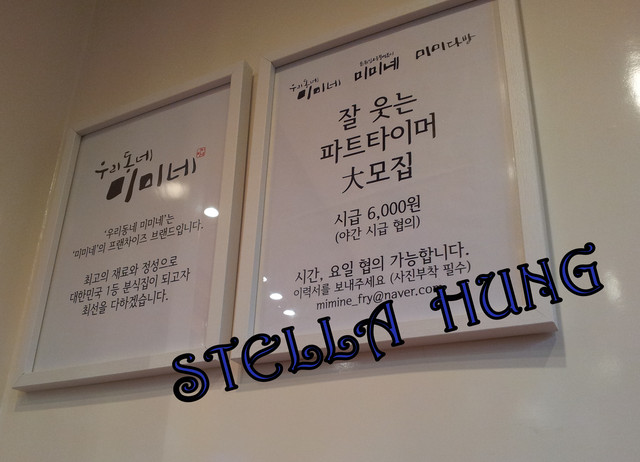 우리동네
미미네
'우리동네 미미네'는
'미미네'의 프랜차이즈 브랜드입니다.
최고의 재료와 정성으로
대한민국 1등 분식집이 되고자
최선을 다하겠습니다.
우리동네 미미네 미미네 미미다방
잘 웃는
파트타이머
大모집
시급 6,000원
(야간 시급 협의)
시간, 요일 협의 가능합니다.
이력서를 보내주세요 (사진부착 필수)
mimine_fry@naver.com
STELLA HUNG